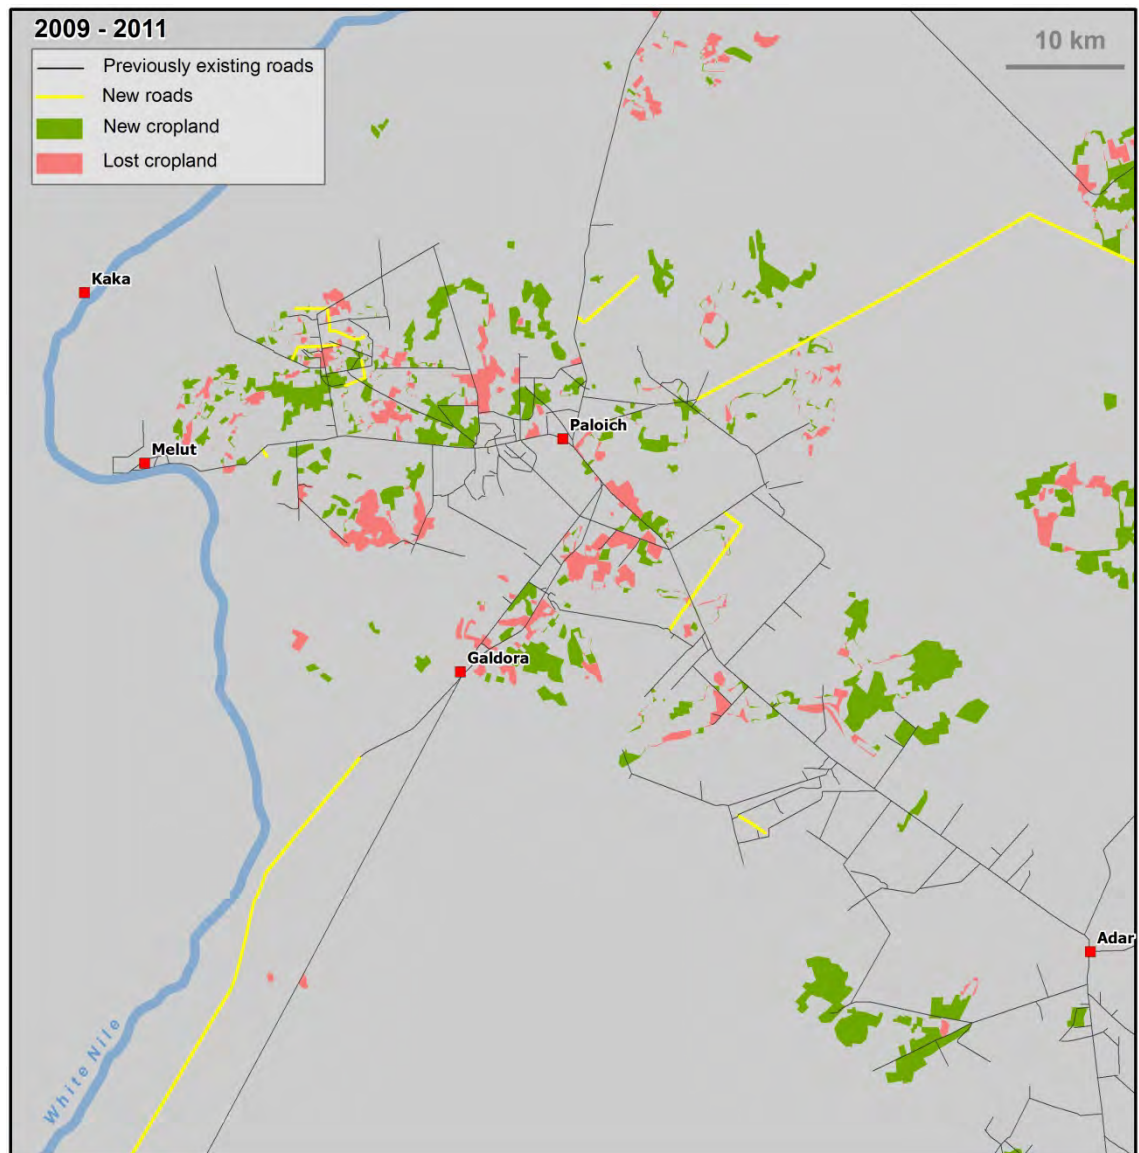 2009 - 2011
10 km
Previously existing roads
New roads
New cropland
Lost cropland
Kaka
Paloich
Melut
Galdora
Adar
White Nile